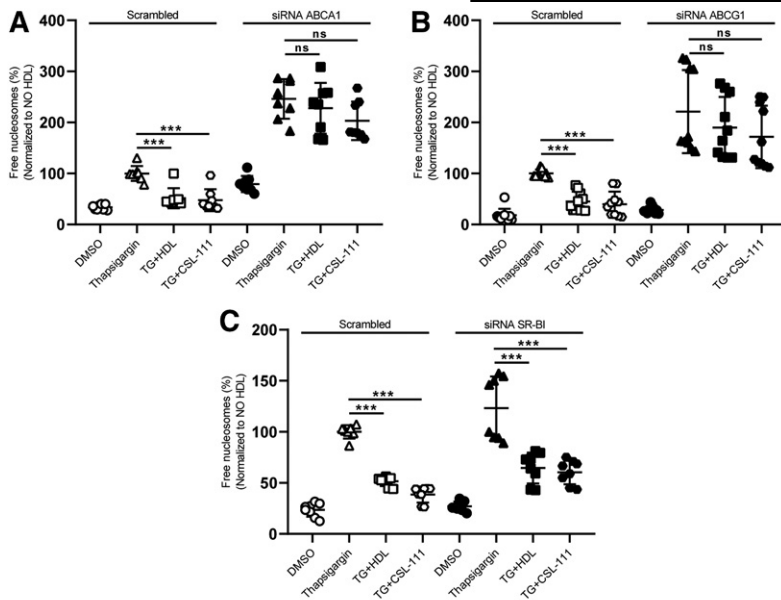 A
Scrambled
siRNA ABCA1
Free nucleosomes (%)
(Normalized to NO HDL)
400
300
200
100
0
***
***
ns
ns
DMSO
Thapsigargin
TG+HDL
TG+CSL-111
DMSO
Thapsigargin
TG+HDL
TG+CSL-111
B
Scrambled
siRNA ABCG1
Free nucleosomes (%)
(Normalized to NO HDL)
400
300
200
100
0
***
***
ns
ns
DMSO
Thapsigargin
TG+HDL
TG+CSL-111
DMSO
Thapsigargin
TG+HDL
TG+CSL-111
C
Scrambled
siRNA SR-BI
Free nucleosomes (%)
(Normalized to NO HDL)
200
150
100
50
0
***
***
***
***
DMSO
Thapsigargin
TG+HDL
TG+CSL-111
DMSO
Thapsigargin
TG+HDL
TG+CSL-111